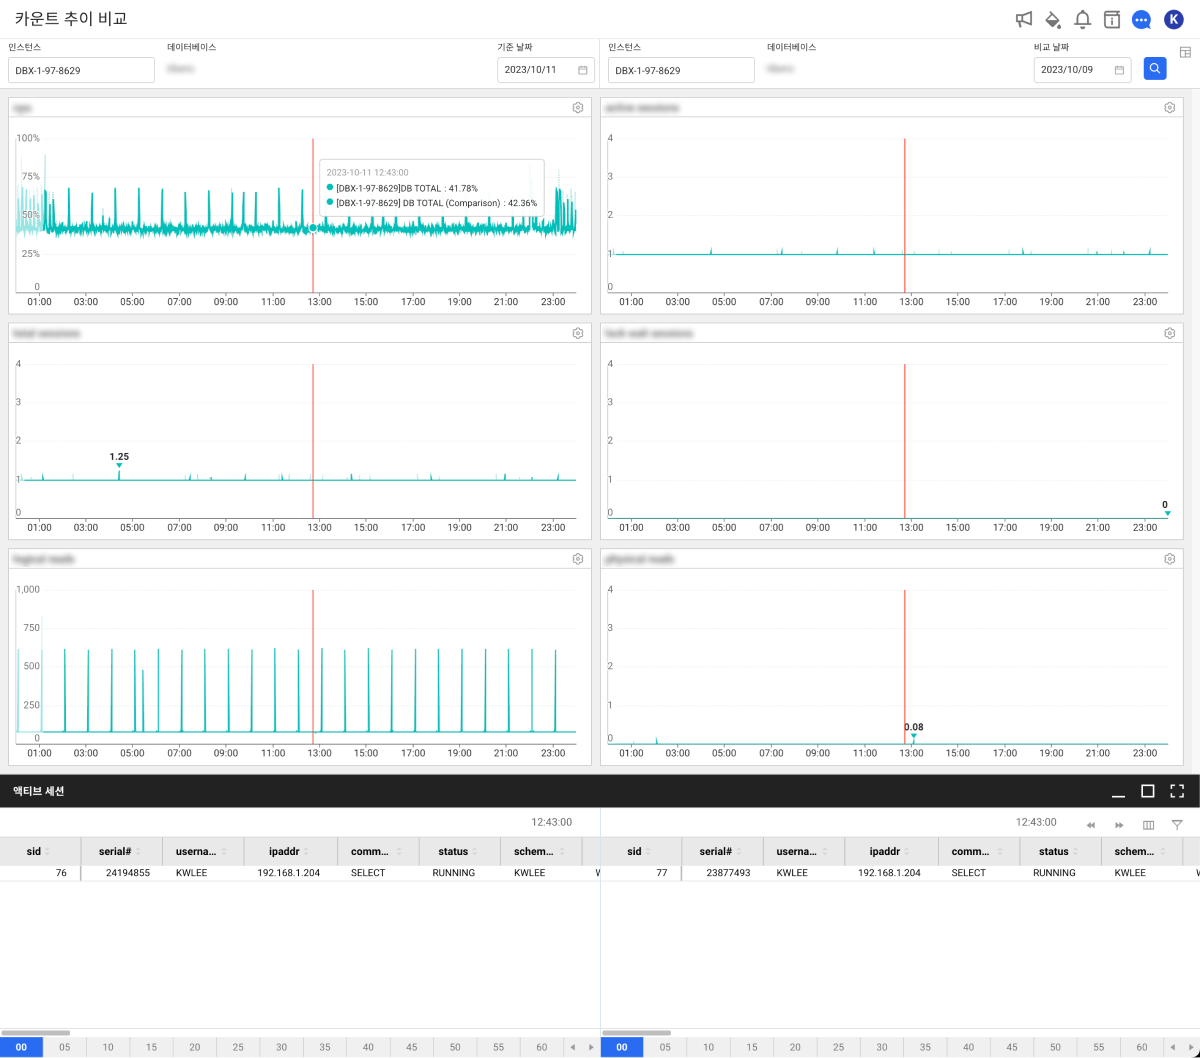 카운트 추이 비교
K
인스턴스 데이터베이스 기준 날짜 인스턴스 데이터베이스 비교 날짜
DBX-1-97-8629 2023/10/11 DBX-1-97-8629 2023/10/09
100%
75%
50%
25%
0
01:00 03:00 05:00 07:00 09:00 11:00 13:00 15:00 17:00 19:00 21:00 23:00
2023-10-11 12:43:00
[DBX-1-97-8629]DB TOTAL : 41.78%
[DBX-1-97-8629] DB TOTAL (Comparison) : 42.36%
active sessions
4
3
2
1
0
01:00 03:00 05:00 07:00 09:00 11:00 13:00 15:00 17:00 19:00 21:00 23:00
total sessions
4
3
2
1
0
1.25
01:00 03:00 05:00 07:00 09:00 11:00 13:00 15:00 17:00 19:00 21:00 23:00
lock wait sessions
4
3
2
1
0
0
01:00 03:00 05:00 07:00 09:00 11:00 13:00 15:00 17:00 19:00 21:00 23:00
logical reads
1,000
750
500
250
0
01:00 03:00 05:00 07:00 09:00 11:00 13:00 15:00 17:00 19:00 21:00 23:00
physical reads
4
3
2
1
0
0.08
01:00 03:00 05:00 07:00 09:00 11:00 13:00 15:00 17:00 19:00 21:00 23:00
액티브 세션
12:43:00 12:43:00
sid serial# userna... ipaddr comm... status schem... sid serial# userna... ipaddr comm... status schem...
76 24194855 KWLEE 192.168.1.204 SELECT RUNNING KWLEE 77 23877493 KWLEE 192.168.1.204 SELECT RUNNING KWLEE
00 05 10 15 20 25 30 35 40 45 50 55 60 00 05 10 15 20 25 30 35 40 45 50 55 60